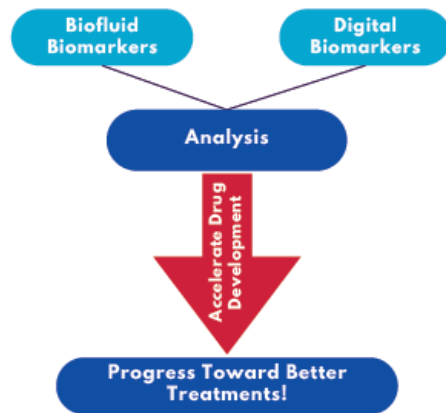 Biofluid
Biomarkers
Digital
Biomarkers
Analysis
Accelerate Drug
Development
Progress Toward Better
Treatments!